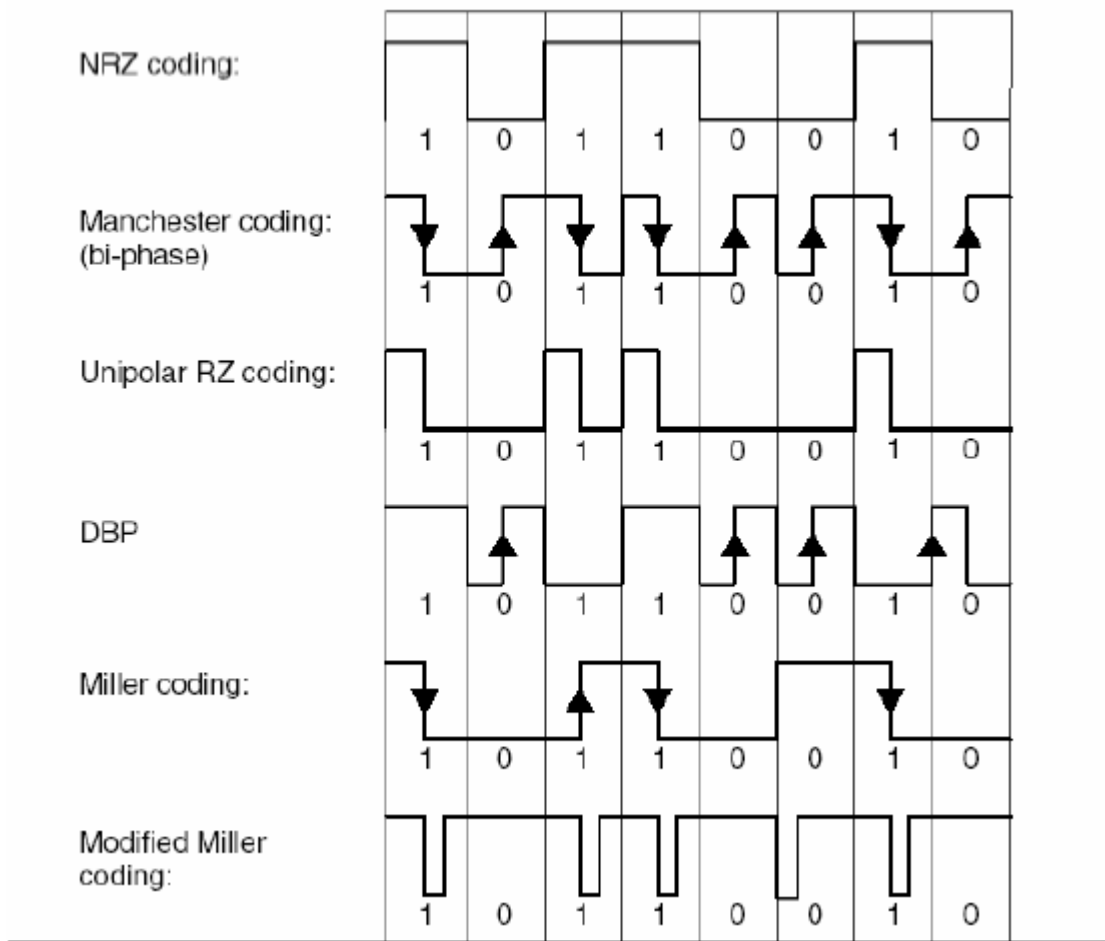 NRZ coding:
1 0 1 1 0 0 1 0
Manchester coding:
(bi-phase)
1 0 1 1 0 0 1 0
Unipolar RZ coding:
1 0 1 1 0 0 1 0
DBP
1 0 1 1 0 0 1 0
Miller coding:
1 0 1 1 0 0 1 0
Modified Miller
coding:
1 0 1 1 0 0 1 0